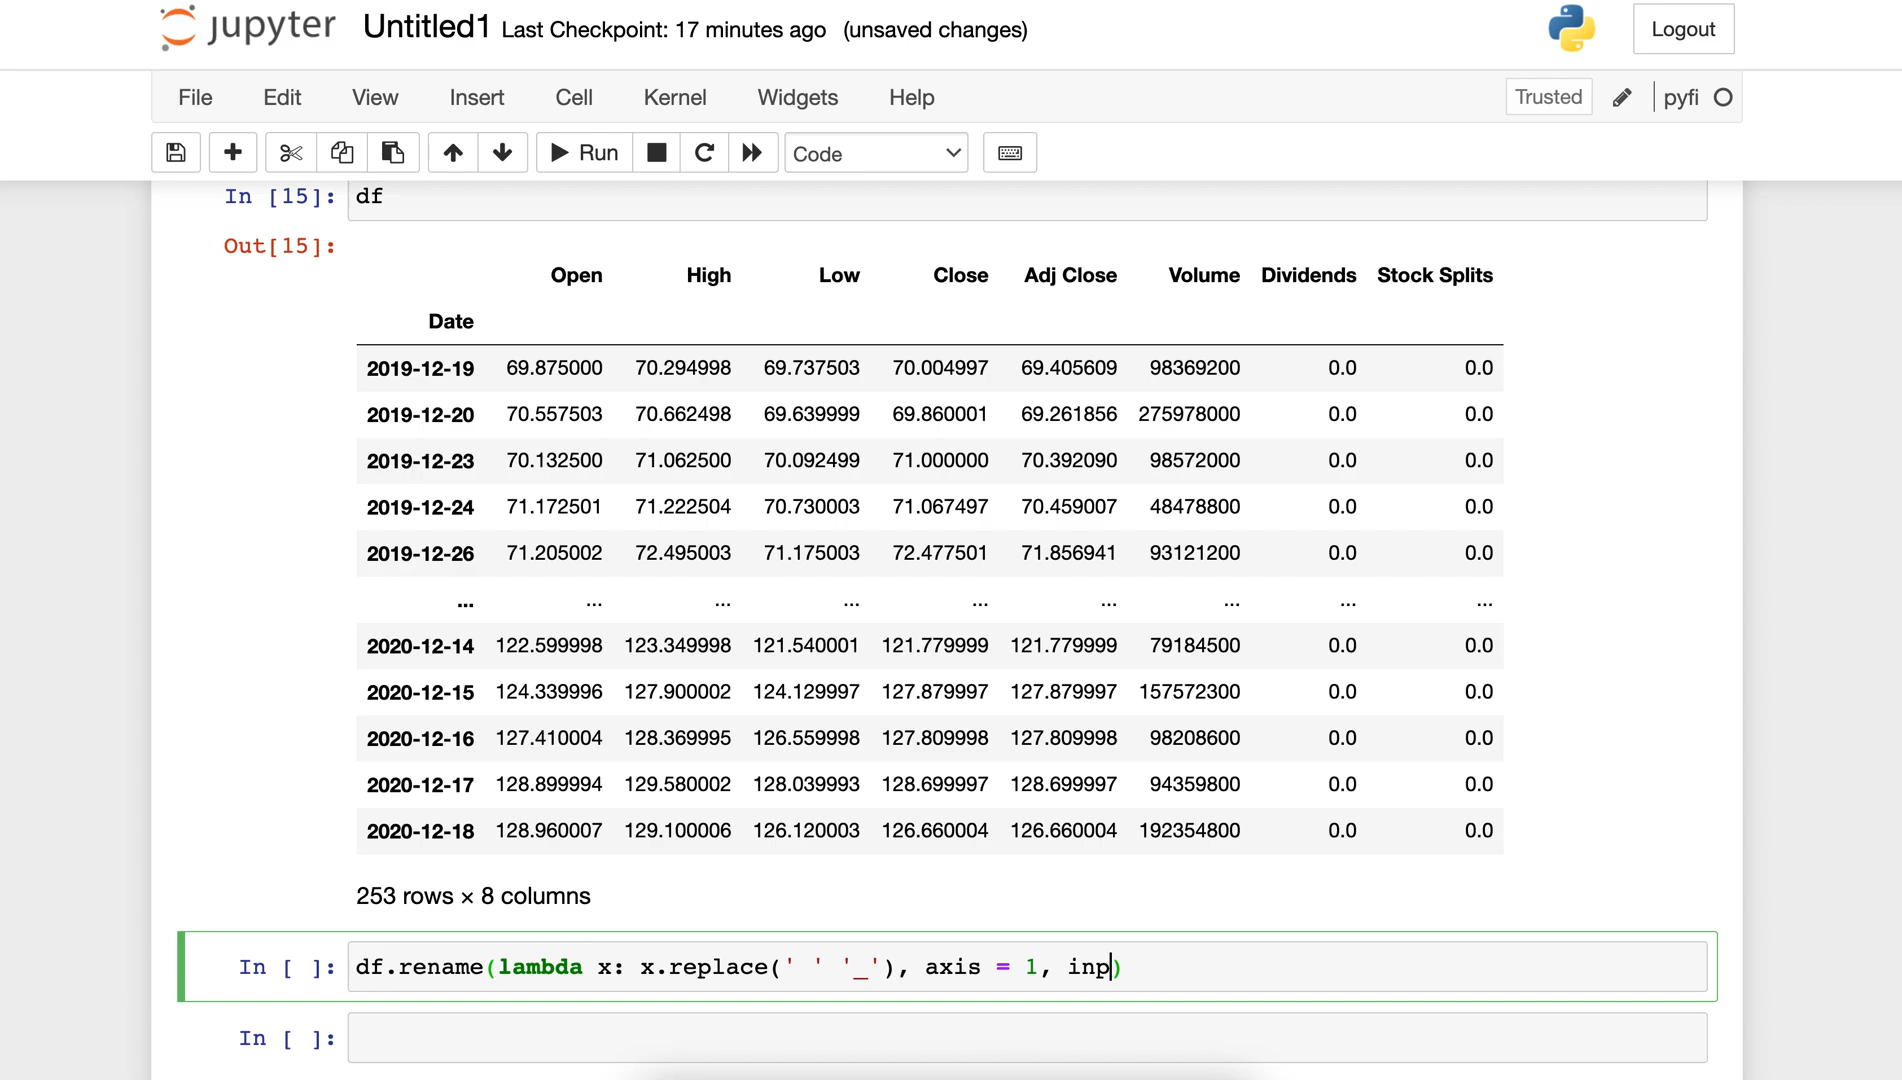 jupyter Untitled1 Last Checkpoint: 17 minutes ago (unsaved changes) Logout
File Edit View Insert Cell Kernel Widgets Help Trusted pyfi
Run Code
In [15]: df
Out[15]:
Open High Low Close Adj Close Volume Dividends Stock Splits
Date
2019-12-19 69.875000 70.294998 69.737503 70.004997 69.405609 98369200 0.0 0.0
2019-12-20 70.557503 70.662498 69.639999 69.860001 69.261856 275978000 0.0 0.0
2019-12-23 70.132500 71.062500 70.092499 71.000000 70.392090 98572000 0.0 0.0
2019-12-24 71.172501 71.222504 70.730003 71.067497 70.459007 48478800 0.0 0.0
2019-12-26 71.205002 72.495003 71.175003 72.477501 71.856941 93121200 0.0 0.0
... ... ... ... ... ... ... ... ...
2020-12-14 122.599998 123.349998 121.540001 121.779999 121.779999 79184500 0.0 0.0
2020-12-15 124.339996 127.900002 124.129997 127.879997 127.879997 157572300 0.0 0.0
2020-12-16 127.410004 128.369995 126.559998 127.809998 127.809998 98208600 0.0 0.0
2020-12-17 128.899994 129.580002 128.039993 128.699997 128.699997 94359800 0.0 0.0
2020-12-18 128.960007 129.100006 126.120003 126.660004 126.660004 192354800 0.0 0.0
253 rows × 8 columns
In [ ]: df.rename(lambda x: x.replace(' ' '_'), axis = 1, inp)
In [ ]: